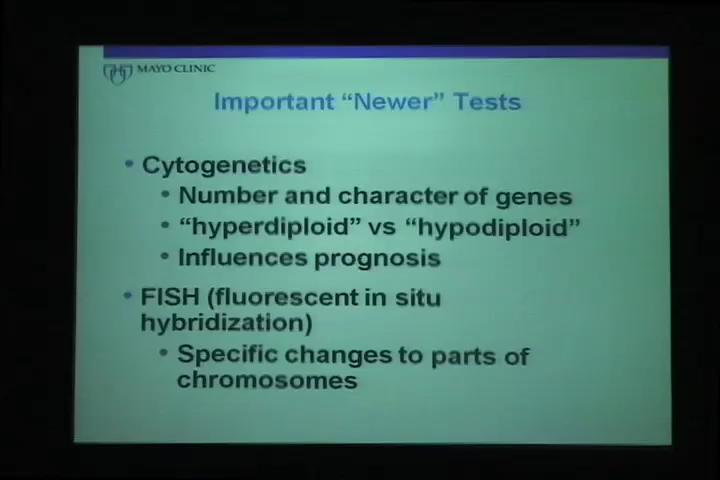 MAYO CLINIC
Important “Newer” Tests
• Cytogenetics
• Number and character of genes
• “hyperdiploid” vs “hypodiploid”
• Influences prognosis
• FISH (fluorescent in situ
hybridization)
• Specific changes to parts of
chromosomes